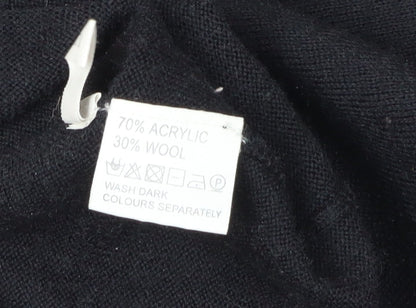 70% ACRYLIC
30% WOOL
WASH DARK
COLOURS SEPARATELY